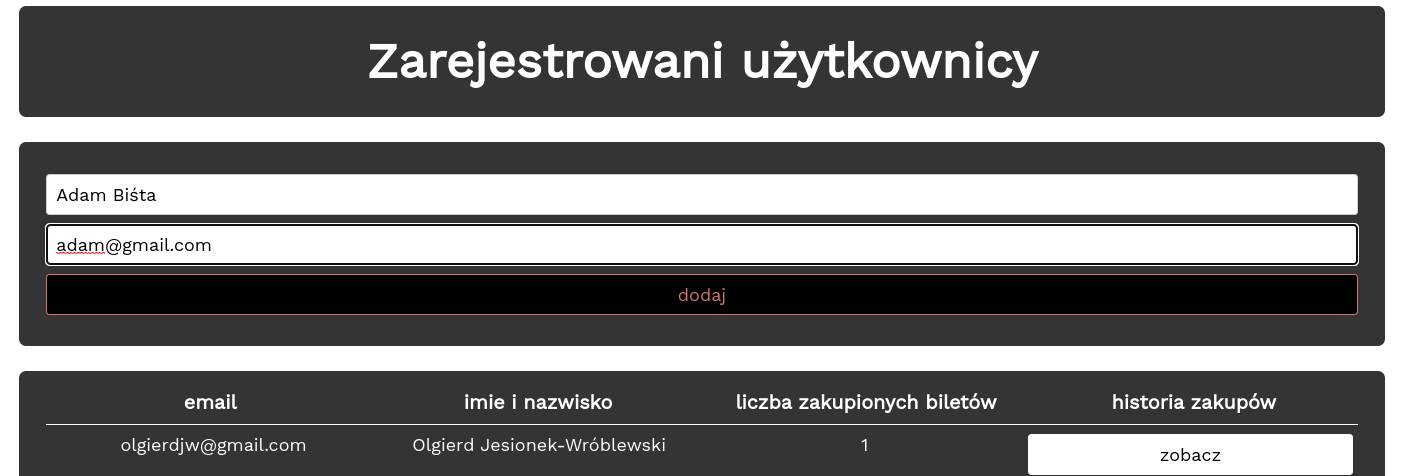 Zarejestrowani użytkownicy
Adam Biśta
adam@gmail.com
dodaj
email imie i nazwisko liczba zakupionych biletów historia zakupów
olgierdjw@gmail.com Olgierd Jesionek-Wróblewski 1 zobacz